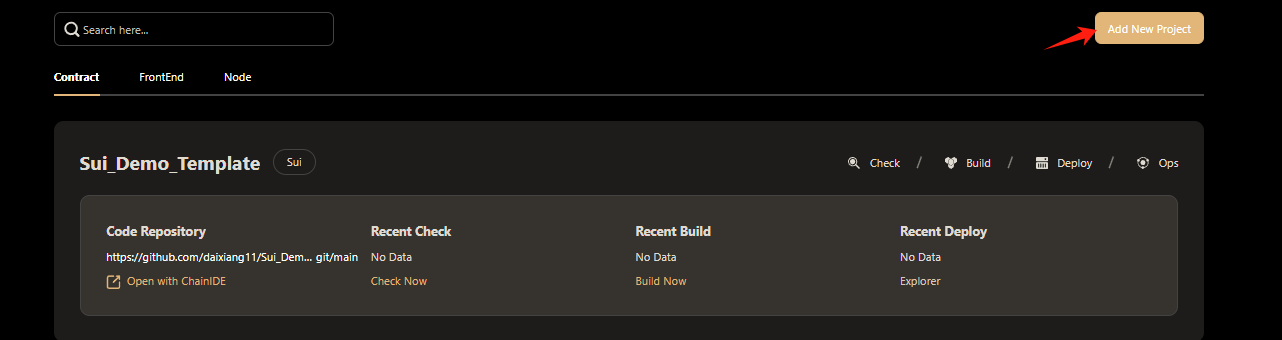 Search here...
Add New Project
Contract FrontEnd Node
Sui_Demo_Template Sui Check / Build / Deploy / Ops
Code Repository Recent Check Recent Build Recent Deploy
https://github.com/daixiang11/Sui_Dem... git/main No Data No Data No Data
Open with ChainIDE Check Now Build Now Explorer